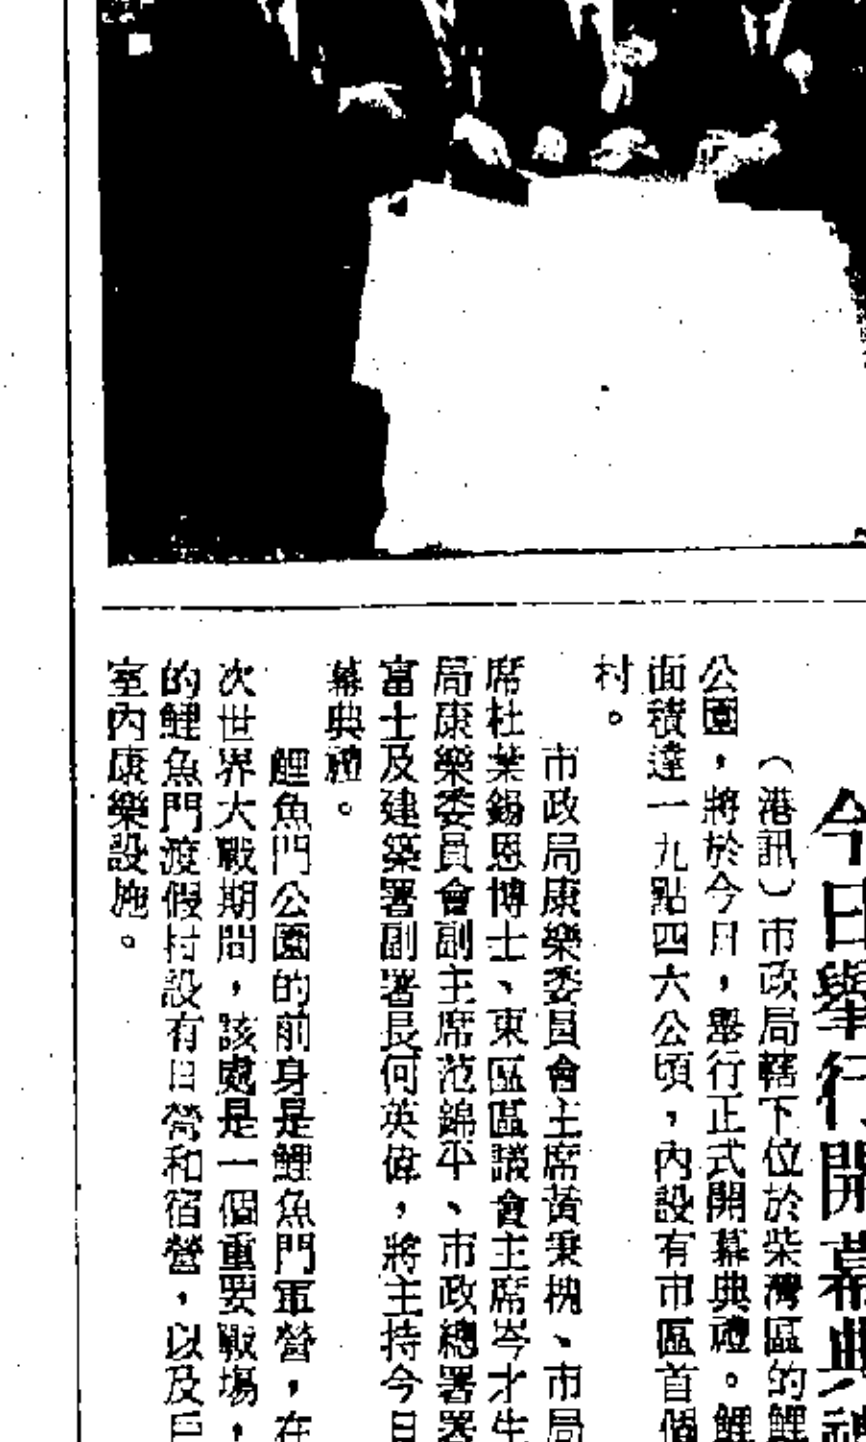 今日舉行開幕典禮
（港訊）市政局轄下位於柴灣區的鯉
公園，將於今日，舉行正式開幕典禮。鯉
面積達一九點四六公頃，內設有市區首個
村。
市政局康樂委員會主席黃秉槐、市局
席杜葉錫恩博士、東區區議會主席岑才生
局康樂委員會副主席范錦平、市政總署署
富士及建築署副署長何英偉，將主持今日
幕典禮。
鯉魚門公園的前身是鯉魚門軍營，在
次世界大戰期間，該處是一個重要戰場，
的鯉魚門渡假村設有日營和宿營，以及戶
室內康樂設施。